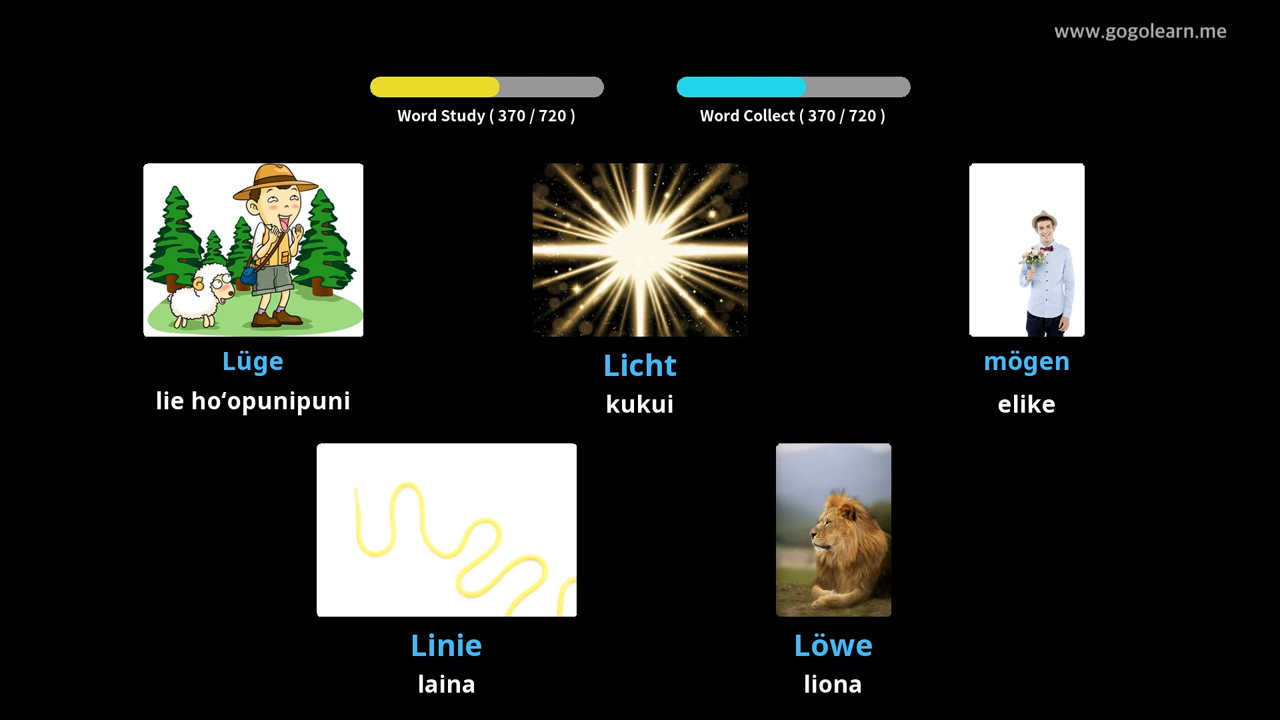 www.gogolearn.me
Word Study ( 370 / 720 )
Word Collect ( 370 / 720 )
Lüge
lie hoʻopunipuni
Licht
kukui
mögen
elike
Linie
laina
Löwe
liona